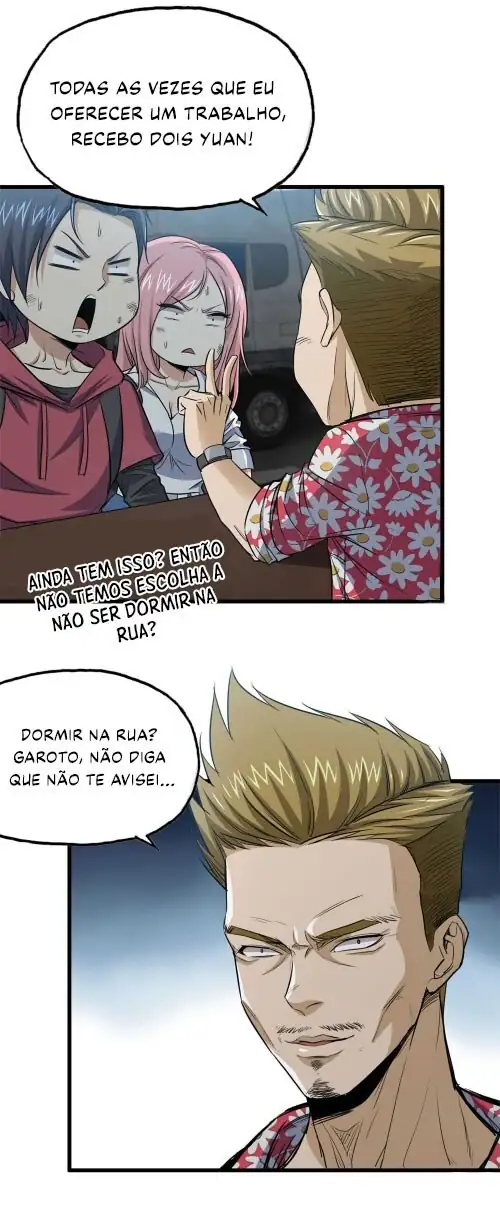 TODAS AS VEZES QUE EU
OFERECER UM TRABALHO,
RECEBO DOIS YUAN!
AINDA TEM ISSO? ENTÃO
NÃO TEMOS ESCOLHA A
NÃO SER DORMIR NA
RUA?
DORMIR NA RUA?
GAROTO, NÃO DIGA
QUE NÃO TE AVISEI...